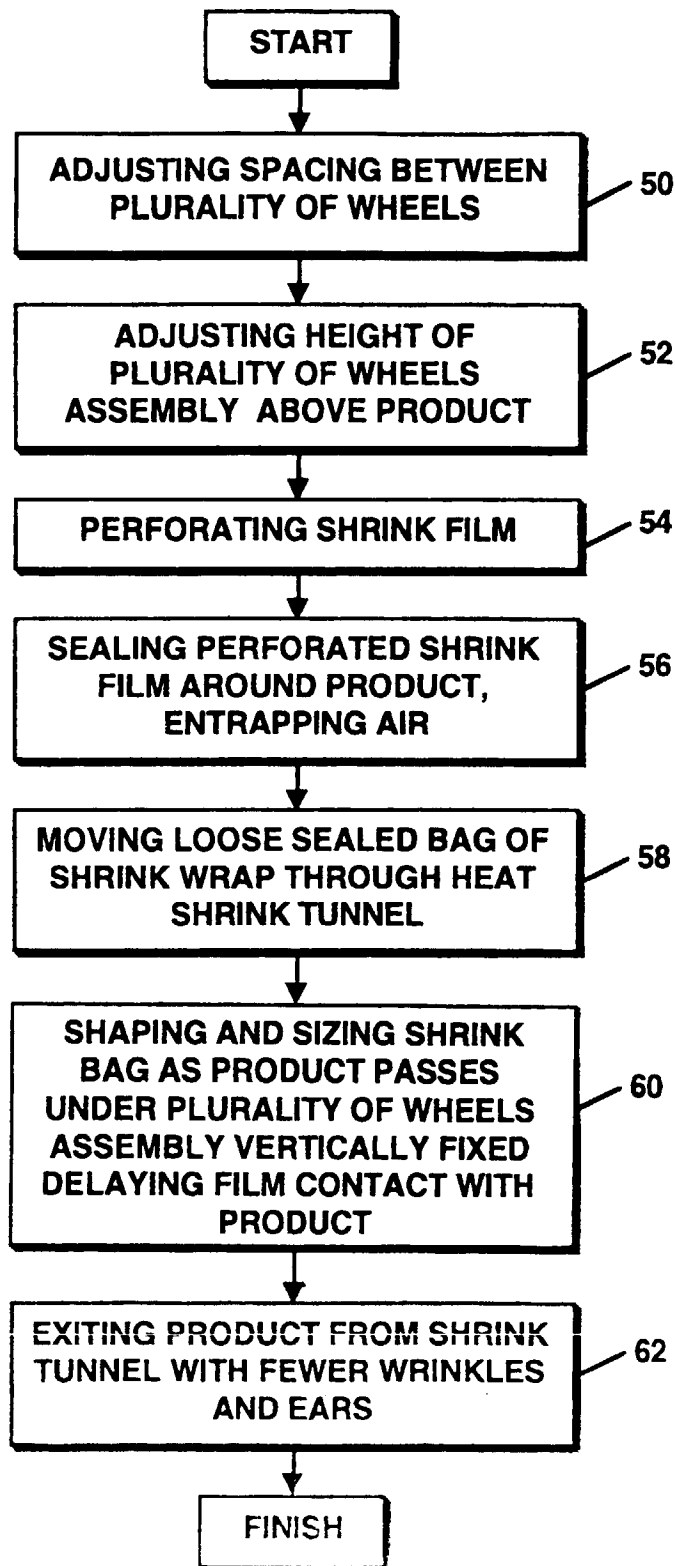 START
ADJUSTING SPACING BETWEEN
PLURALITY OF WHEELS
50
ADJUSTING HEIGHT OF
PLURALITY OF WHEELS
ASSEMBLY ABOVE PRODUCT
52
PERFORATING SHRINK FILM
54
SEALING PERFORATED SHRINK
FILM AROUND PRODUCT,
ENTRAPPING AIR
56
MOVING LOOSE SEALED BAG OF
SHRINK WRAP THROUGH HEAT
SHRINK TUNNEL
58
SHAPING AND SIZING SHRINK
BAG AS PRODUCT PASSES
UNDER PLURALITY OF WHEELS
ASSEMBLY VERTICALLY FIXED
DELAYING FILM CONTACT WITH
PRODUCT
60
EXITING PRODUCT FROM SHRINK
TUNNEL WITH FEWER WRINKLES
AND EARS
62
FINISH